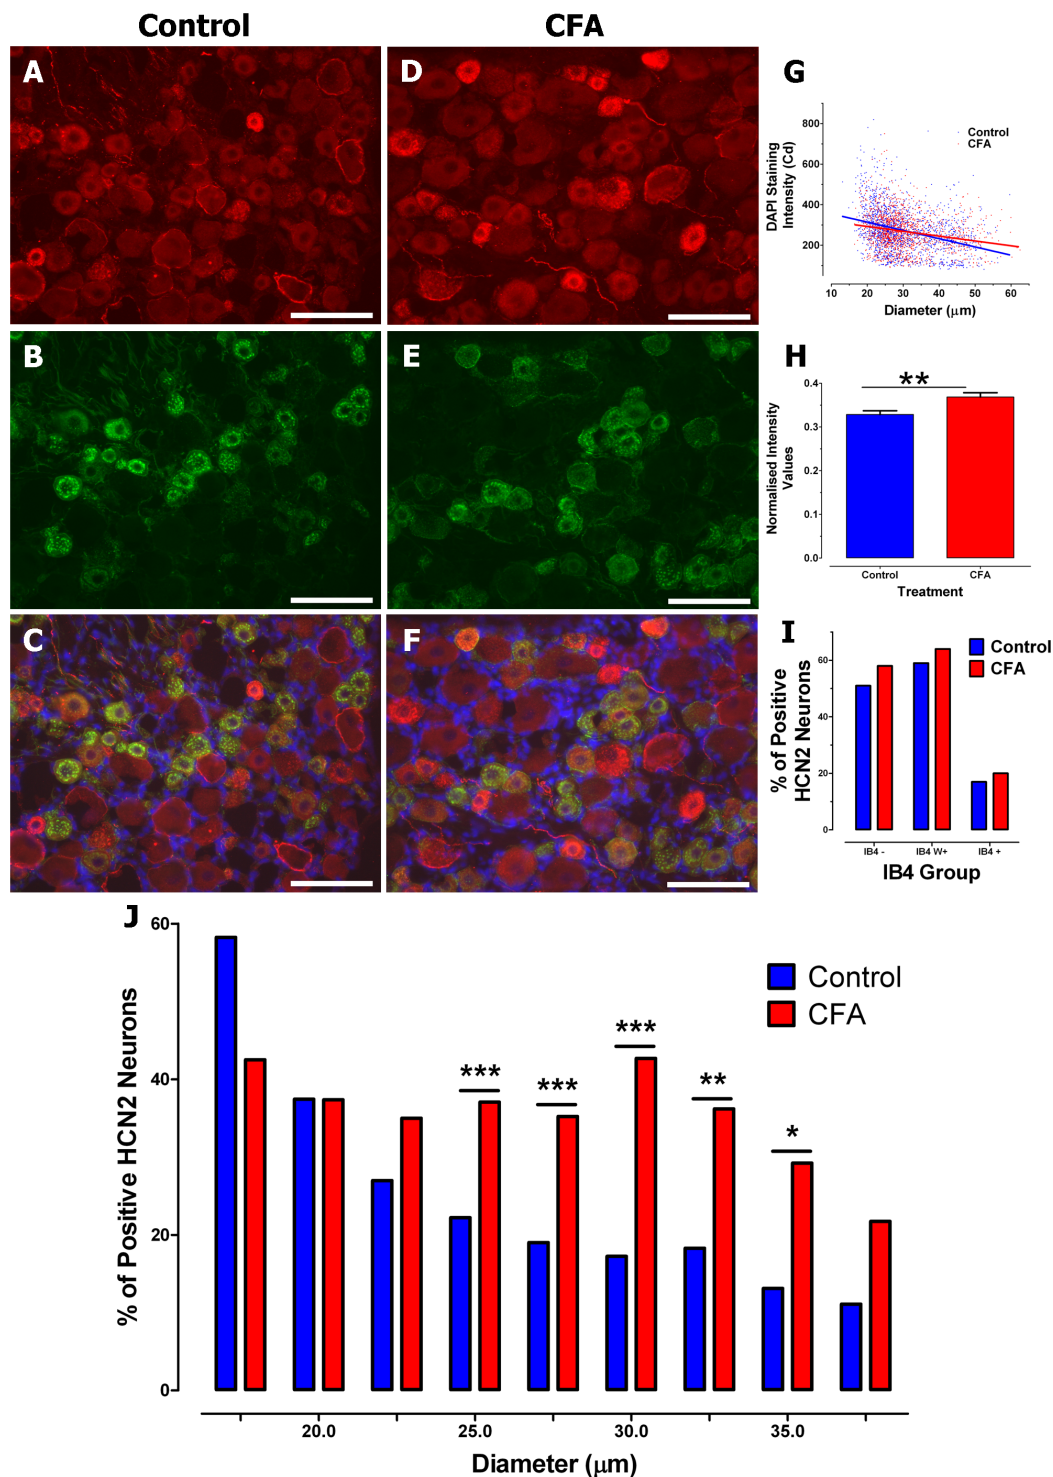 Control
CFA
A
D
G
800
600
400
200
DAPI Staining
Intensity (Cd)
Control
CFA
10 20 30 40 50 60
Diameter (μm)
B
E
H
**
0.4
0.3
0.2
0.1
0.0
Normalised Intensity
Values
Control
CFA
Treatment
C
F
I
60
40
20
0
% of Positive
HCN2 Neurons
Control
CFA
IB4 -
IB4 W+
IB4 +
IB4 Group
J
60
40
20
0
% of Positive HCN2 Neurons
Control
CFA
***
***
***
**
*
20.0 25.0 30.0 35.0
Diameter (μm)